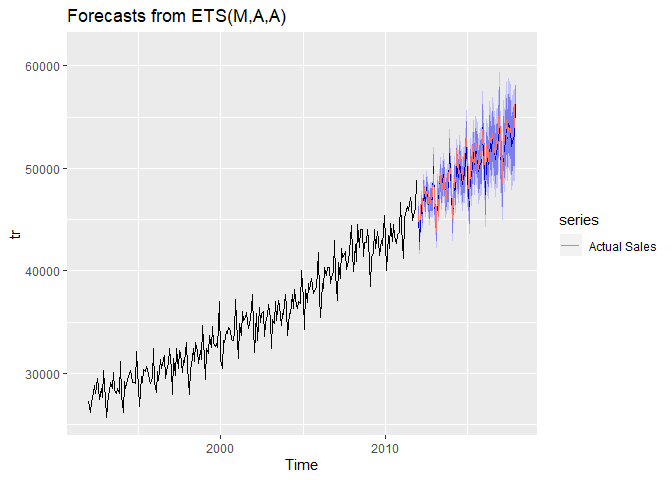 Forecasts from ETS(M,A,A)
60000
50000
40000
30000
tr
2000
2010
Time
series
Actual Sales